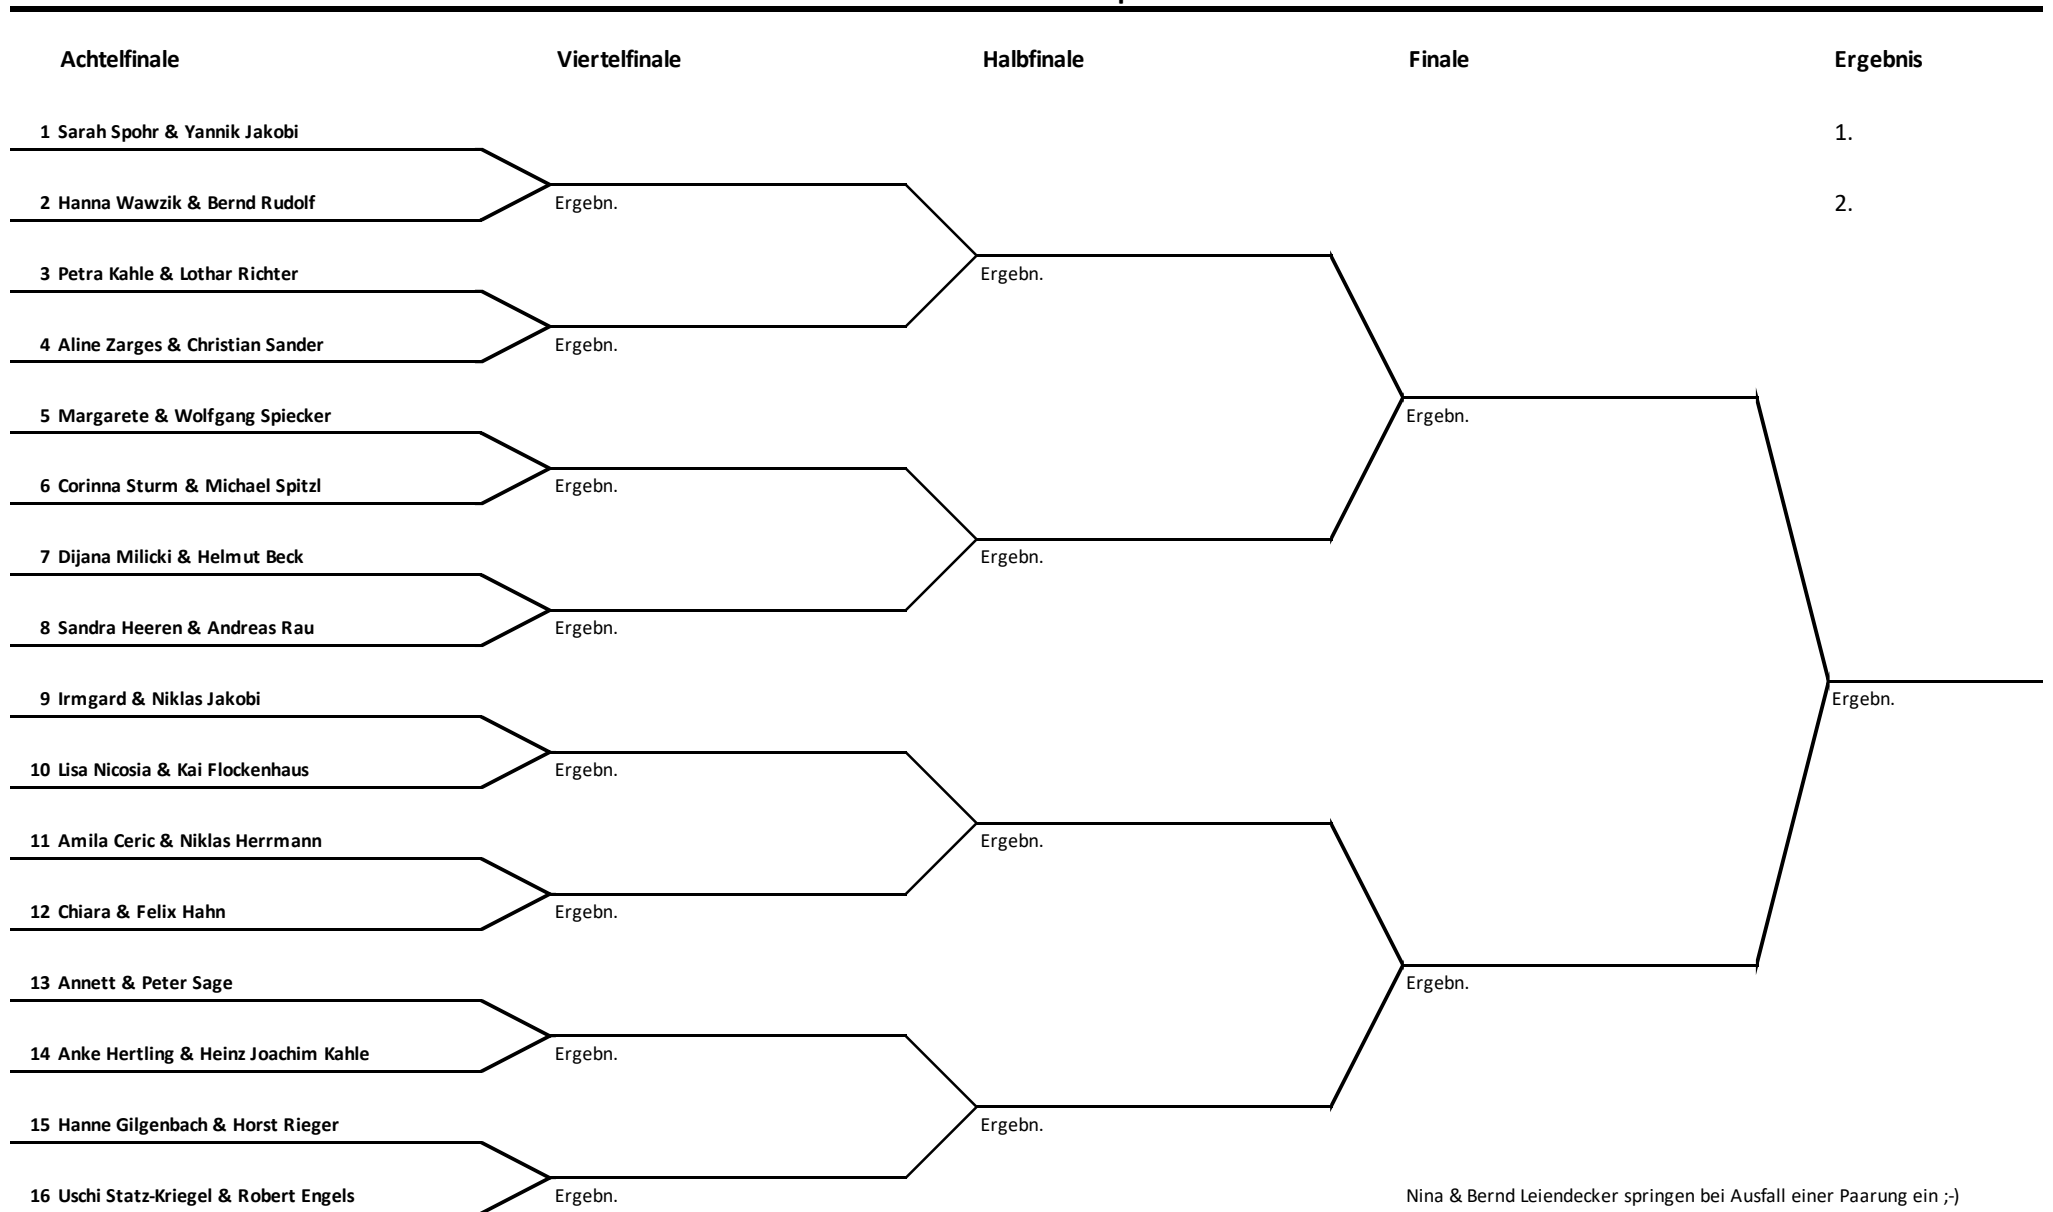 Achtelfinale Viertelfinale Halbfinale Finale Ergebnis
1 Sarah Spohr & Yannik Jakobi 1.
2 Hanna Wawzik & Bernd Rudolf Ergebn. 2.
3 Petra Kahle & Lothar Richter Ergebn.
4 Aline Zarges & Christian Sander Ergebn.
5 Margarete & Wolfgang Spiecker Ergebn.
6 Corinna Sturm & Michael Spitzl Ergebn.
7 Dijana Milicki & Helmut Beck Ergebn.
8 Sandra Heeren & Andreas Rau Ergebn.
9 Irmgard & Niklas Jakobi Ergebn.
10 Lisa Nicosia & Kai Flockenhaus Ergebn.
11 Amila Ceric & Niklas Herrmann Ergebn.
12 Chiara & Felix Hahn Ergebn.
13 Annett & Peter Sage Ergebn.
14 Anke Hertling & Heinz Joachim Kahle Ergebn.
15 Hanne Gilgenbach & Horst Rieger Ergebn.
16 Uschi Statz-Kriegel & Robert Engels Ergebn. Nina & Bernd Leiendecker springen bei Ausfall einer Paarung ein ;-)